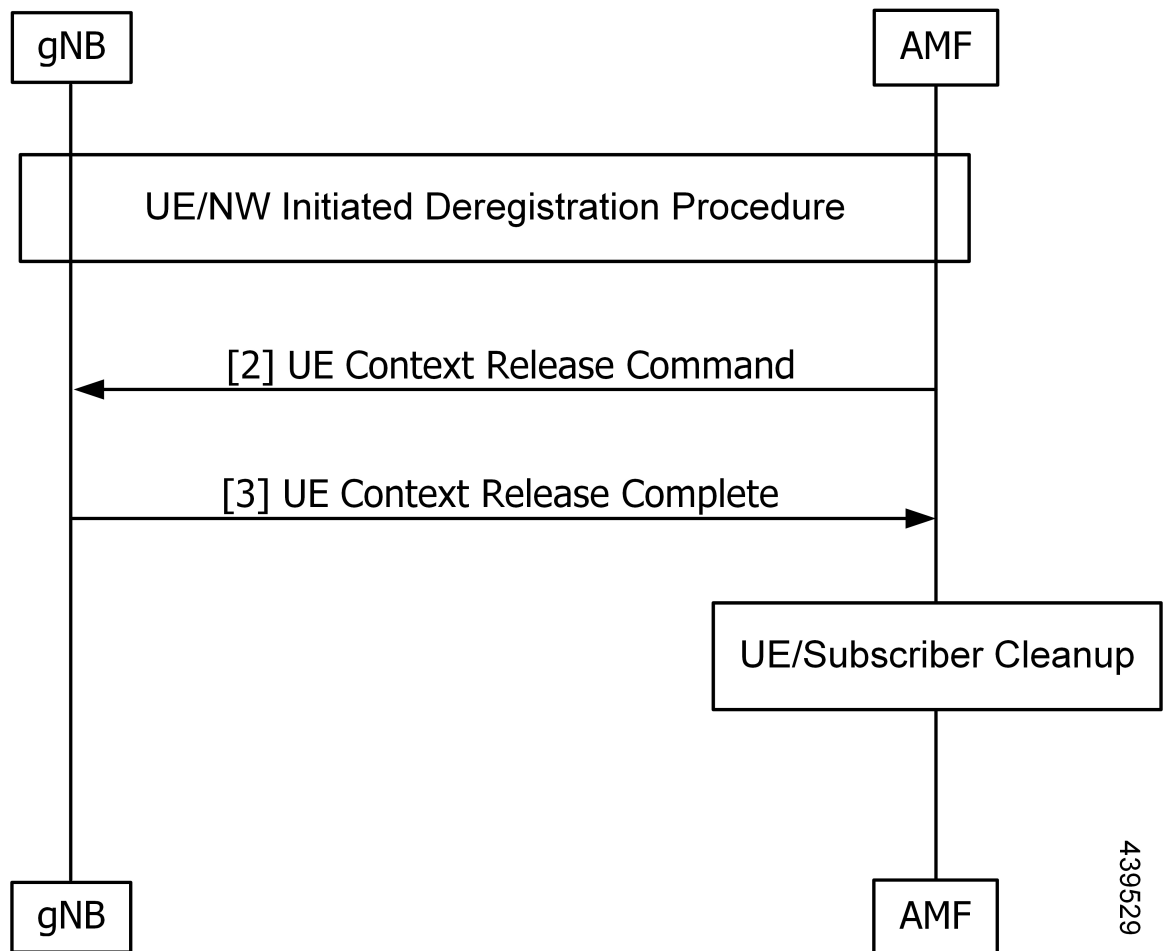 gNB
AMF
UE/NW Initiated Deregistration Procedure
[2] UE Context Release Command
[3] UE Context Release Complete
UE/Subscriber Cleanup
439529
gNB
AMF